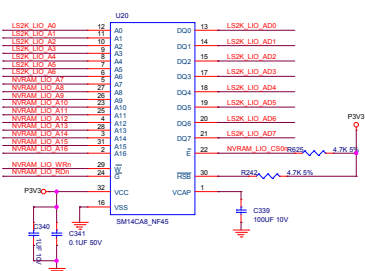 U20
LS2K_LIO_A0 12 A0 DQ0 13 LS2K_LIO_AD0
LS2K_LIO_A1 11 A1
LS2K_LIO_A2 10 A2 DQ1 14 LS2K_LIO_AD1
LS2K_LIO_A3 9 A3
LS2K_LIO_A4 8 A4 DQ2 15 LS2K_LIO_AD2
LS2K_LIO_A5 7 A5
LS2K_LIO_A6 6 A6 DQ3 17 LS2K_LIO_AD3
NVRAM_LIO_A7 5 A7
NVRAM_LIO_A8 27 A8 DQ4 18 LS2K_LIO_AD4
NVRAM_LIO_A9 26 A9
NVRAM_LIO_A10 23 A10 DQ5 19 LS2K_LIO_AD5
NVRAM_LIO_A11 25 A11
NVRAM_LIO_A12 4 A12 DQ6 20 LS2K_LIO_AD6
NVRAM_LIO_A13 28 A13
NVRAM_LIO_A14 3 A14 DQ7 21 LS2K_LIO_AD7
NVRAM_LIO_A15 31 A15
NVRAM_LIO_A16 2 A16 E 22 NVRAM_LIO_CS0n R625 4.7K 5%
P3V3
NVRAM_LIO_WRn 29 W
NVRAM_LIO_RDn 24 G HSB 30 R242 4.7K 5%
P3V3 32 VCC VCAP 1
16 VSS
SM14CA8_NF45
C339
100UF 10V
C340
1UF 10V
C341
0.1UF 50V